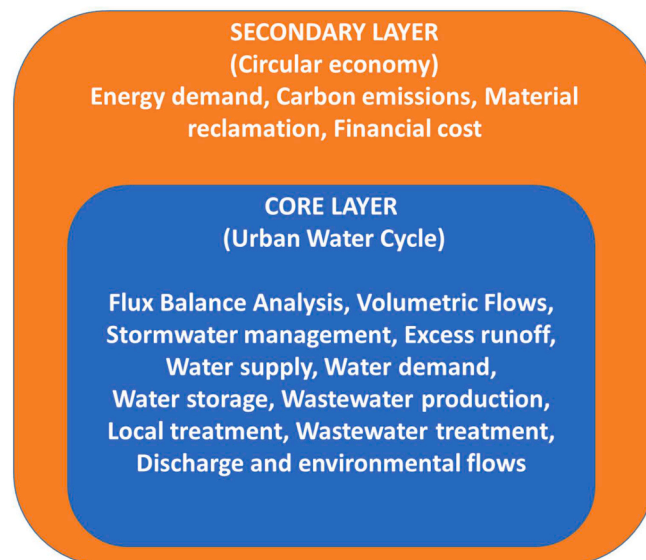 SECONDARY LAYER
(Circular economy)
Energy demand, Carbon emissions, Material
reclamation, Financial cost
CORE LAYER
(Urban Water Cycle)
Flux Balance Analysis, Volumetric Flows,
Stormwater management, Excess runoff,
Water supply, Water demand,
Water storage, Wastewater production,
Local treatment, Wastewater treatment,
Discharge and environmental flows